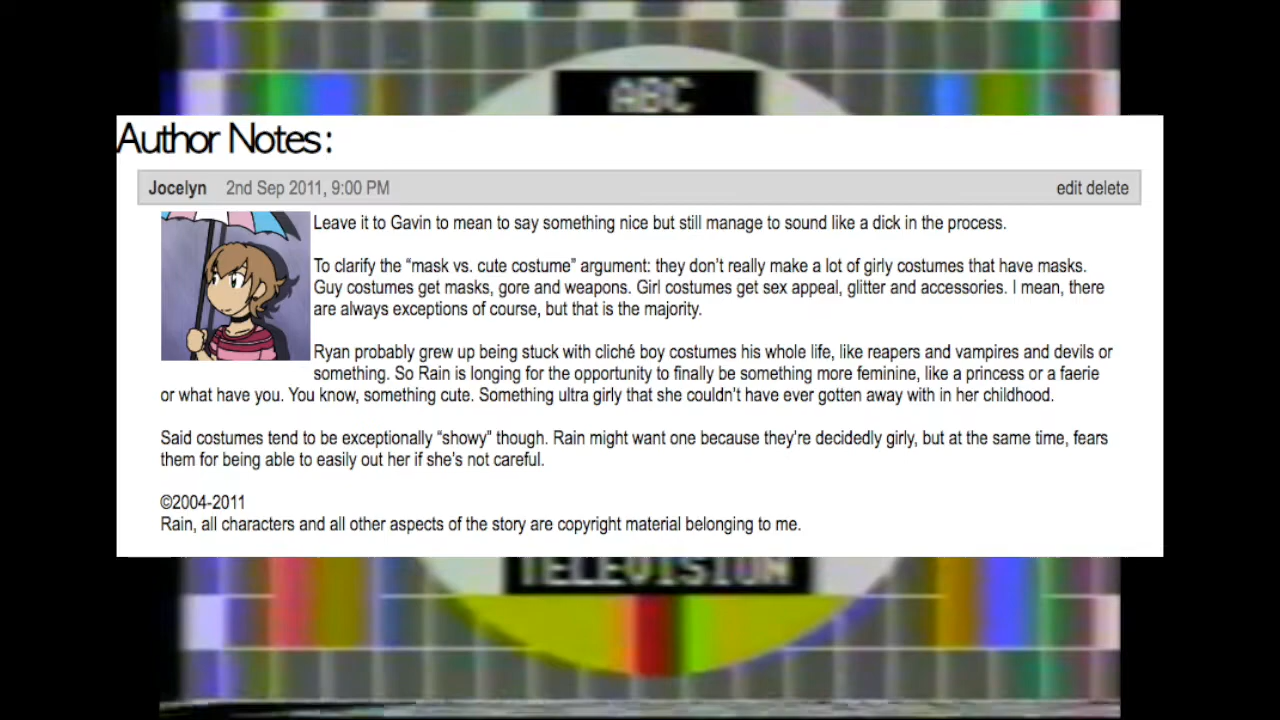 ABC
Author Notes:
Jocelyn 2nd Sep 2011, 9:00 PM edit delete
Leave it to Gavin to mean to say something nice but still manage to sound like a dick in the process.
To clarify the “mask vs. cute costume” argument: they don’t really make a lot of girly costumes that have masks.
Guy costumes get masks, gore and weapons. Girl costumes get sex appeal, glitter and accessories. I mean, there
are always exceptions of course, but that is the majority.
Ryan probably grew up being stuck with cliché boy costumes his whole life, like reapers and vampires and devils or
something. So Rain is longing for the opportunity to finally be something more feminine, like a princess or a faerie
or what have you. You know, something cute. Something ultra girly that she couldn’t have ever gotten away with in her childhood.
Said costumes tend to be exceptionally “showy” though. Rain might want one because they’re decidedly girly, but at the same time, fears
them for being able to easily out her if she’s not careful.
©2004-2011
Rain, all characters and all other aspects of the story are copyright material belonging to me.
TELEVISION